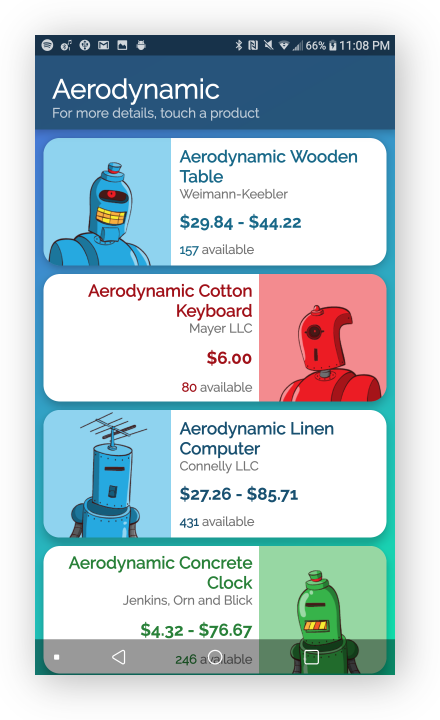 66% 11:08 PM
Aerodynamic
For more details, touch a product
Aerodynamic Wooden
Table
Weimann-Keebler
$29.84 - $44.22
157 available
Aerodynamic Cotton
Keyboard
Mayer LLC
$6.00
80 available
Aerodynamic Linen
Computer
Connelly LLC
$27.26 - $85.71
431 available
Aerodynamic Concrete
Clock
Jenkins, Orn and Blick
$4.32 - $76.67
246 available